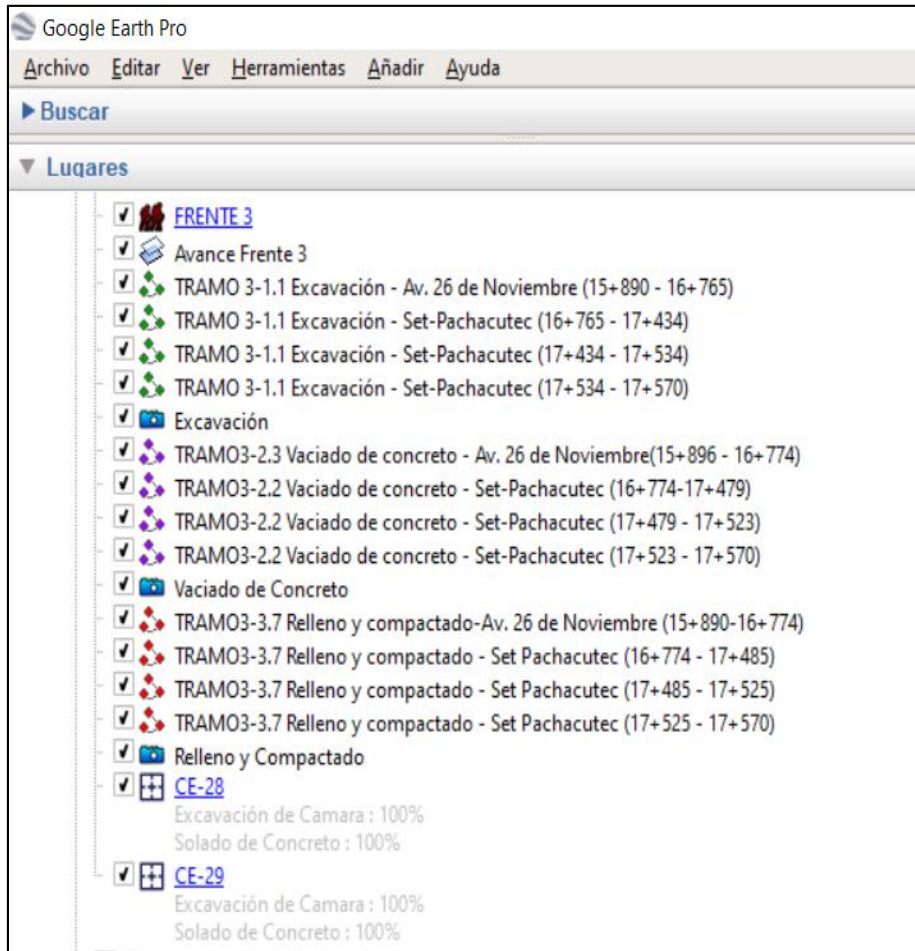 Google Earth Pro
Archivo Editar Ver Herramientas Añadir Ayuda
Buscar
Lugares
FRENTE 3
Avance Frente 3
TRAMO 3-1.1 Excavación - Av. 26 de Noviembre (15+890 - 16+765)
TRAMO 3-1.1 Excavación - Set-Pachacutec (16+765 - 17+434)
TRAMO 3-1.1 Excavación - Set-Pachacutec (17+434 - 17+534)
TRAMO 3-1.1 Excavación - Set-Pachacutec (17+534 - 17+570)
Excavación
TRAMO3-2.3 Vaciado de concreto - Av. 26 de Noviembre(15+896 - 16+774)
TRAMO3-2.2 Vaciado de concreto - Set-Pachacutec (16+774-17+479)
TRAMO3-2.2 Vaciado de concreto - Set-Pachacutec (17+479 - 17+523)
TRAMO3-2.2 Vaciado de concreto - Set-Pachacutec (17+523 - 17+570)
Vaciado de Concreto
TRAMO3-3.7 Relleno y compactado-Av. 26 de Noviembre (15+890-16+774)
TRAMO3-3.7 Relleno y compactado - Set Pachacutec (16+774 - 17+485)
TRAMO3-3.7 Relleno y compactado - Set Pachacutec (17+485 - 17+525)
TRAMO3-3.7 Relleno y compactado - Set Pachacutec (17+525 - 17+570)
Relleno y Compactado
CE-28
Excavación de Camara : 100%
Solado de Concreto : 100%
CE-29
Excavación de Camara : 100%
Solado de Concreto : 100%